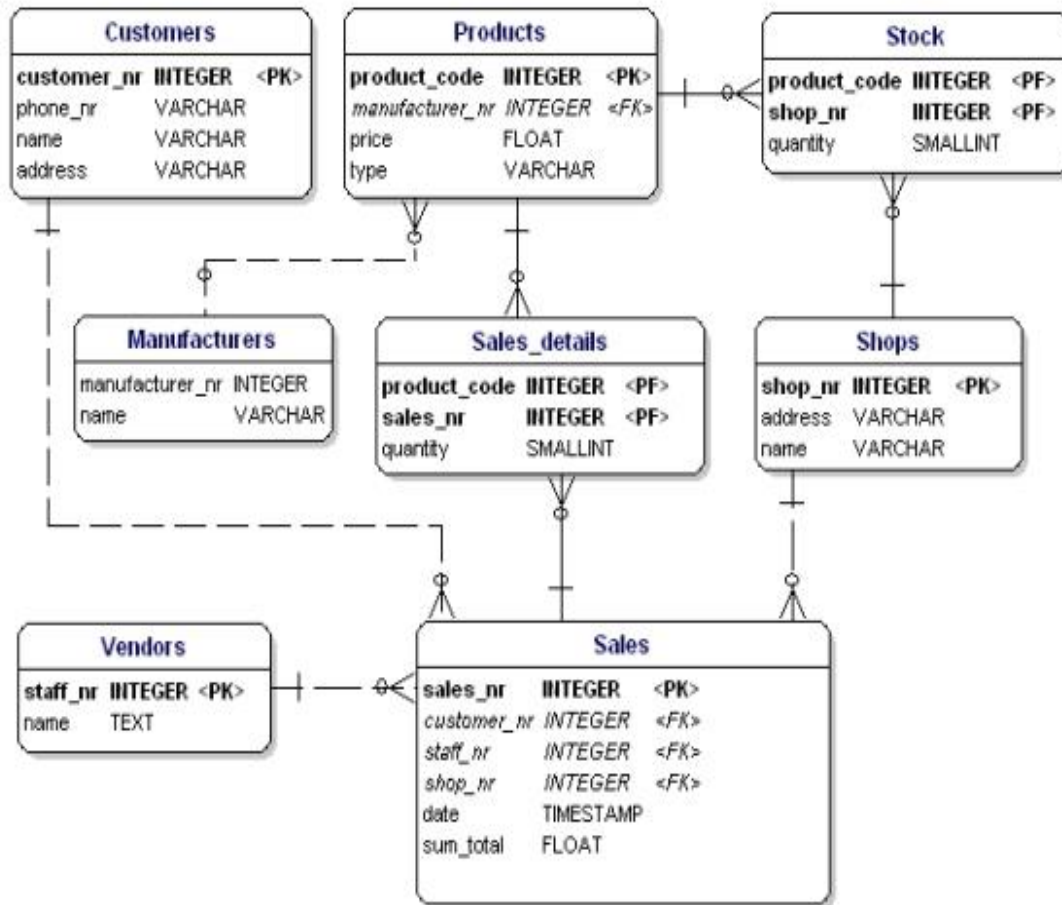 Customers
customer_nr INTEGER <PK>
phone_nr VARCHAR
name VARCHAR
address VARCHAR
Products
product_code INTEGER <PK>
manufacturer_nr INTEGER <FK>
price FLOAT
type VARCHAR
Stock
product_code INTEGER <PF>
shop_nr INTEGER <PF>
quantity SMALLINT
Manufacturers
manufacturer_nr INTEGER
name VARCHAR
Sales_details
product_code INTEGER <PF>
sales_nr INTEGER <PF>
quantity SMALLINT
Shops
shop_nr INTEGER <PK>
address VARCHAR
name VARCHAR
Vendors
staff_nr INTEGER <PK>
name TEXT
Sales
sales_nr INTEGER <PK>
customer_nr INTEGER <FK>
staff_nr INTEGER <FK>
shop_nr INTEGER <FK>
date TIMESTAMP
sum_total FLOAT